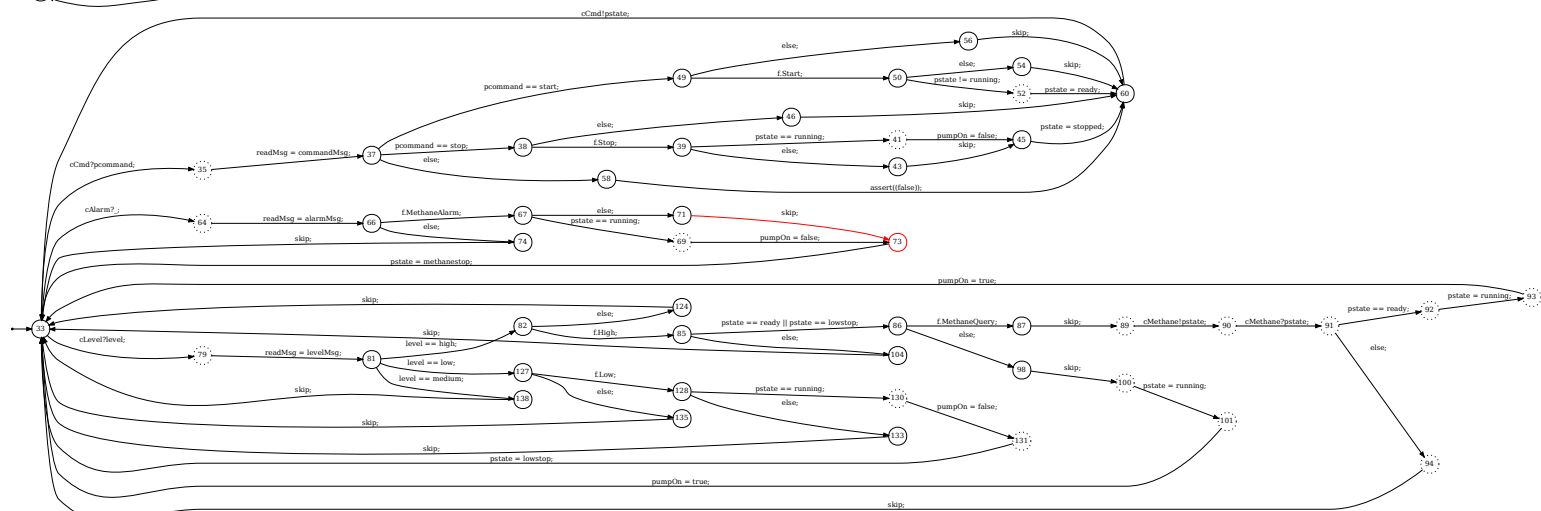 cCmd!pstate;
56
skip;
else;
54
skip;
else;
49
f.Start;
50
pstate != running;
52
pstate = ready;
60
pcommand == start;
46
skip;
else;
pstate = stopped;
pstate == running;
41
pumpOn = false;
45
readMsg = commandMsg;
37
pcommand == stop;
38
f.Stop;
39
skip;
cCmd?pcommand;
35
else;
else;
43
58
assert((false));
cAlarm?_;
64
readMsg = alarmMsg;
66
f.MethaneAlarm;
67
else;
71
skip;
else;
pstate == running;
skip;
74
69
pumpOn = false;
73
pstate = methanestop;
pumpOn = true;
93
skip;
124
pstate == ready;
92
pstate = running;
else;
33
82
f.High;
85
pstate == ready || pstate == lowstop;
86
f.MethaneQuery;
87
skip;
89
cMethane!pstate;
90
cMethane?pstate;
91
skip;
cLevel?level;
level == high;
else;
else;
else;
79
readMsg = levelMsg;
81
104
level == low;
127
f.Low;
98
skip;
100
pstate = running;
level == medium;
128
pstate == running;
130
skip;
138
else;
else;
pumpOn = false;
101
skip;
135
skip;
133
131
pstate = lowstop;
94
pumpOn = true;
skip;